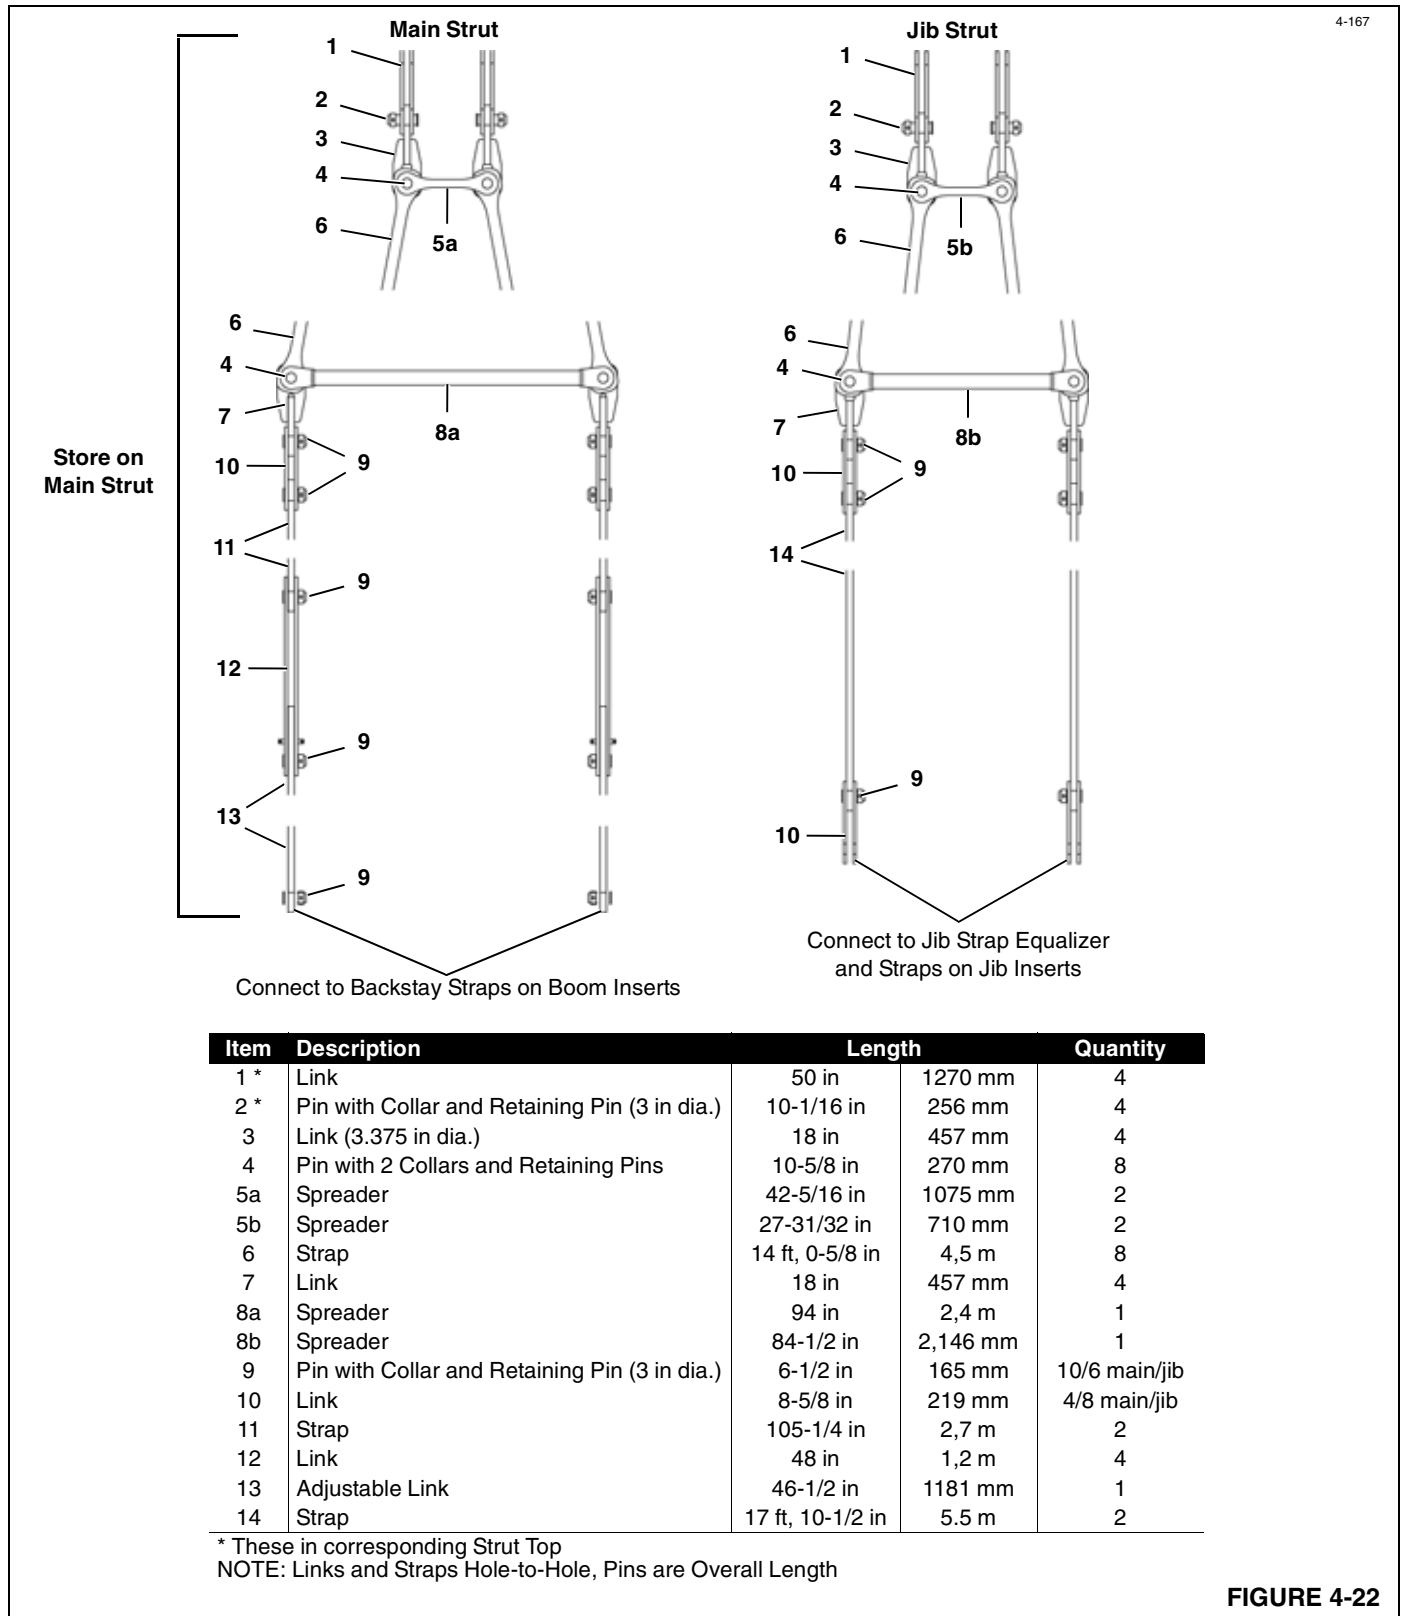 4-167
Main Strut
1
2
3
4
6
5a
Jib Strut
1
2
3
4
6
5b
Store on
Main Strut
6
4
7
8a
10
9
11
9
12
9
13
9
Connect to Backstay Straps on Boom Inserts
6
4
7
8b
10
9
14
9
10
Connect to Jib Strap Equalizer
and Straps on Jib Inserts
Item Description Length Quantity
1 * Link 50 in 1270 mm 4
2 * Pin with Collar and Retaining Pin (3 in dia.) 10-1/16 in 256 mm 4
3 Link (3.375 in dia.) 18 in 457 mm 4
4 Pin with 2 Collars and Retaining Pins 10-5/8 in 270 mm 8
5a Spreader 42-5/16 in 1075 mm 2
5b Spreader 27-31/32 in 710 mm 2
6 Strap 14 ft, 0-5/8 in 4,5 m 8
7 Link 18 in 457 mm 4
8a Spreader 94 in 2,4 m 1
8b Spreader 84-1/2 in 2,146 mm 1
9 Pin with Collar and Retaining Pin (3 in dia.) 6-1/2 in 165 mm 10/6 main/jib
10 Link 8-5/8 in 219 mm 4/8 main/jib
11 Strap 105-1/4 in 2,7 m 2
12 Link 48 in 1,2 m 4
13 Adjustable Link 46-1/2 in 1181 mm 1
14 Strap 17 ft, 10-1/2 in 5.5 m 2
* These in corresponding Strut Top
NOTE: Links and Straps Hole-to-Hole, Pins are Overall Length
FIGURE 4-22